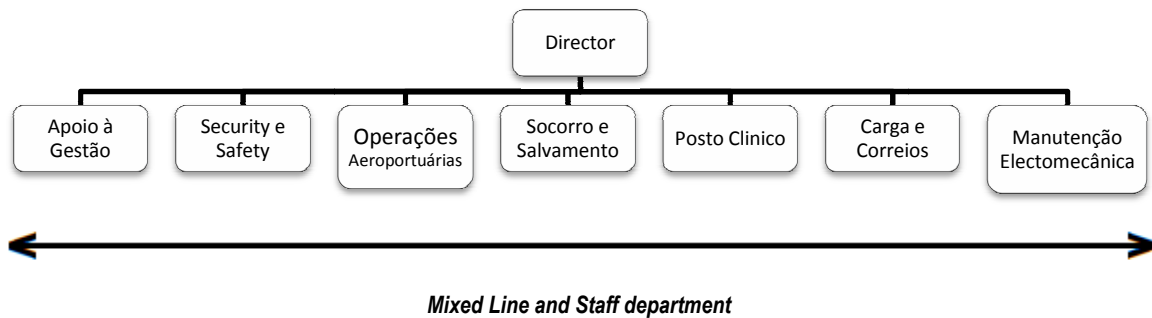 Director
Apoio à
Gestão
Security e
Safety
Operações
Aeroportuárias
Socorro e
Salvamento
Posto Clinico
Carga e
Correios
Manutenção
Electomecânica
Mixed Line and Staff department